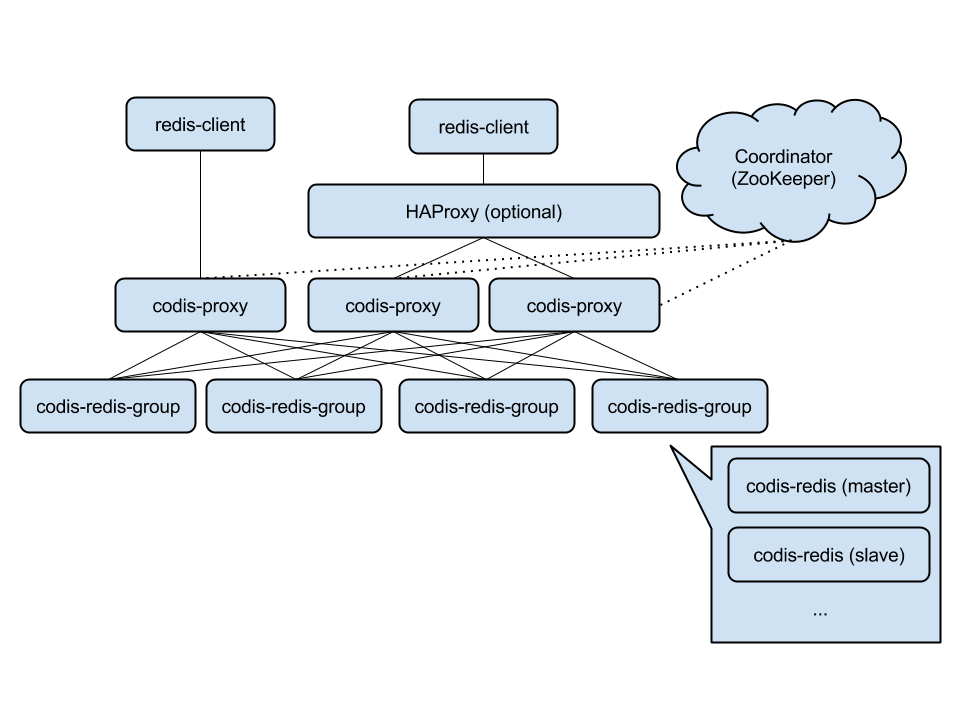 redis-client
redis-client
Coordinator
(ZooKeeper)
HAProxy (optional)
codis-proxy
codis-proxy
codis-proxy
codis-redis-group
codis-redis-group
codis-redis-group
codis-redis-group
codis-redis (master)
codis-redis (slave)
...